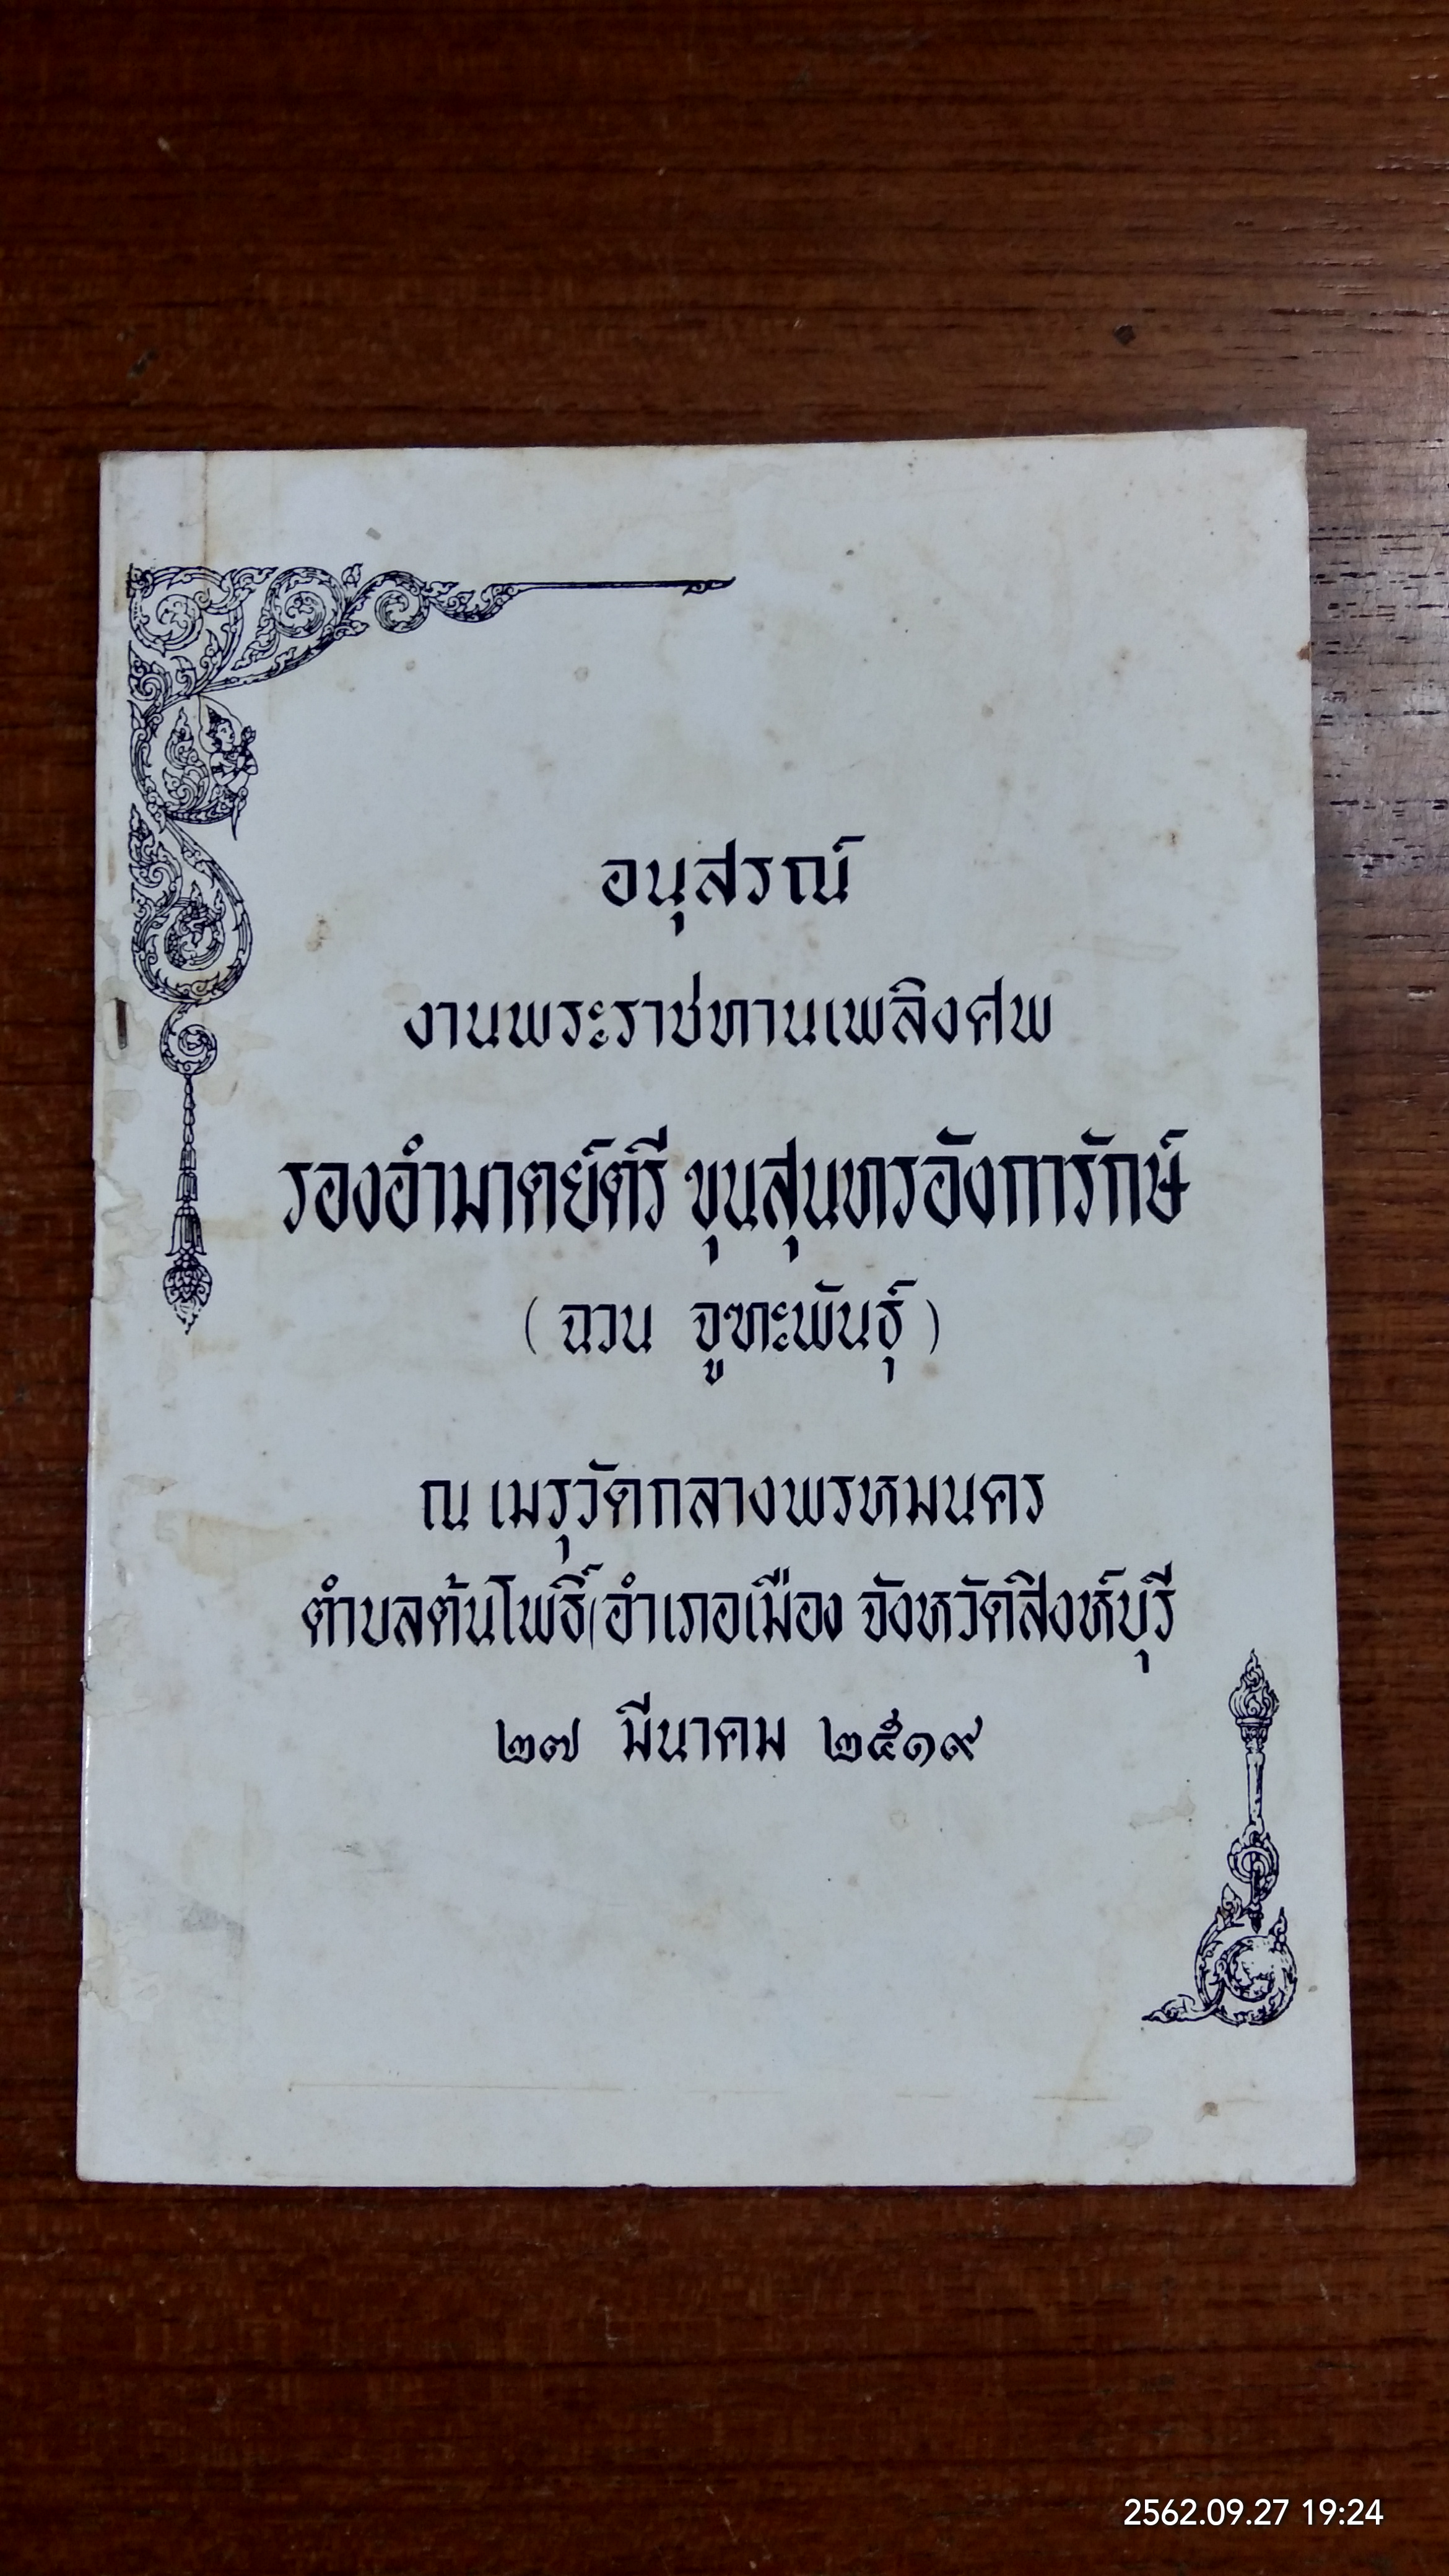 อนุสรณ์
งานพระราชทานเพลิงศพ
รองอำมาตย์ตรี ขุนสุนทรอังการักษ์
( ฉวน จูฑะพันธุ์ )
ณ เมรุวัดกลางพรหมนคร
ตำบลต้นโพธิ์ อำเภอเมือง จังหวัดสิงห์บุรี
๒๗ มีนาคม ๒๕๑๙
2562.09.27 19:24